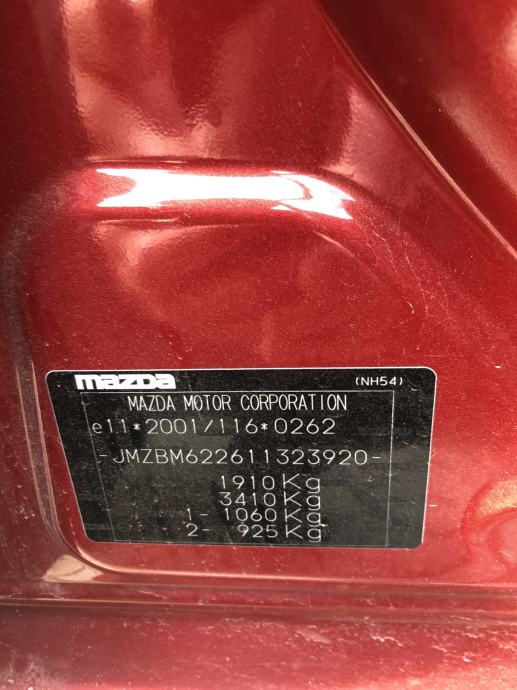 mazda (NH54)
MAZDA MOTOR CORPORATION
e11*2001/116*0262
-JMZBM622611323920-
1910Kg
3410Kg
1- 1060Kg
2- 925Kg